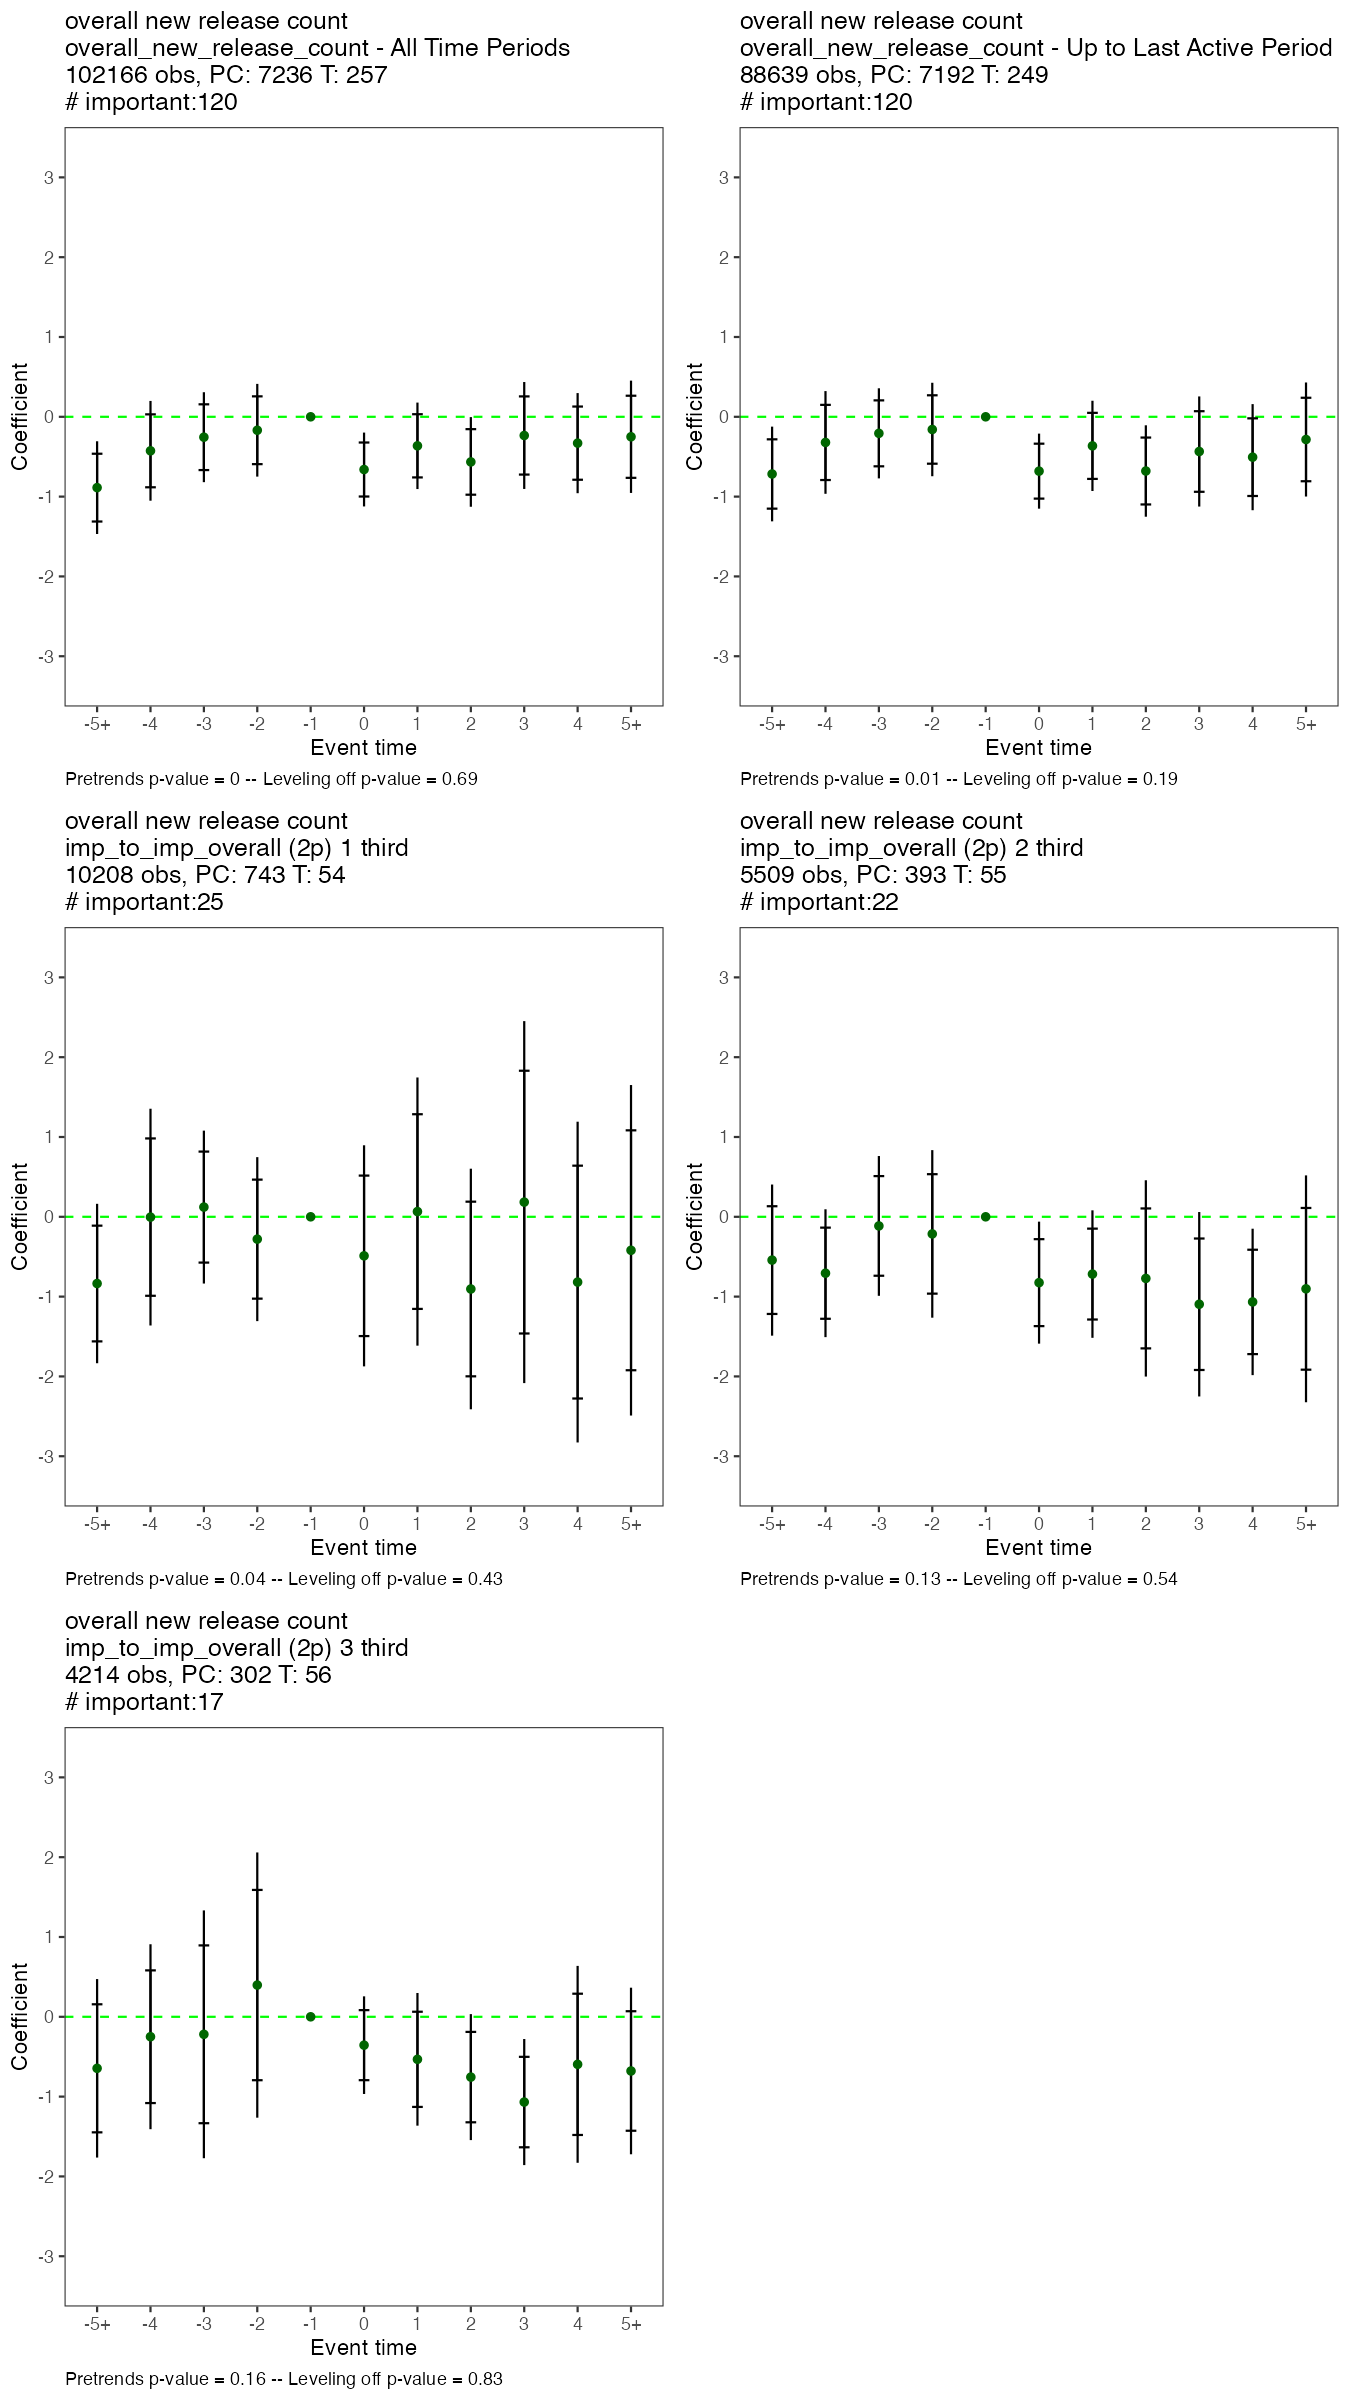 overall new release count
overall_new_release_count - All Time Periods
102166 obs, PC: 7236 T: 257
# important:120
3
2
1
0
-1
-2
-3
Coefficient
-5+ -4 -3 -2 -1 0 1 2 3 4 5+
Event time
Pretrends p-value = 0 -- Leveling off p-value = 0.69
overall new release count
overall_new_release_count - Up to Last Active Period
88639 obs, PC: 7192 T: 249
# important:120
3
2
1
0
-1
-2
-3
Coefficient
-5+ -4 -3 -2 -1 0 1 2 3 4 5+
Event time
Pretrends p-value = 0.01 -- Leveling off p-value = 0.19
overall new release count
imp_to_imp_overall (2p) 1 third
10208 obs, PC: 743 T: 54
# important:25
3
2
1
0
-1
-2
-3
Coefficient
-5+ -4 -3 -2 -1 0 1 2 3 4 5+
Event time
Pretrends p-value = 0.04 -- Leveling off p-value = 0.43
overall new release count
imp_to_imp_overall (2p) 2 third
5509 obs, PC: 393 T: 55
# important:22
3
2
1
0
-1
-2
-3
Coefficient
-5+ -4 -3 -2 -1 0 1 2 3 4 5+
Event time
Pretrends p-value = 0.13 -- Leveling off p-value = 0.54
overall new release count
imp_to_imp_overall (2p) 3 third
4214 obs, PC: 302 T: 56
# important:17
3
2
1
0
-1
-2
-3
Coefficient
-5+ -4 -3 -2 -1 0 1 2 3 4 5+
Event time
Pretrends p-value = 0.16 -- Leveling off p-value = 0.83